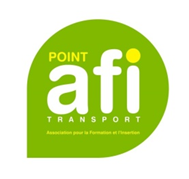 POINT
afi
TRANSPORT
Association pour la Formation et l'Insertion